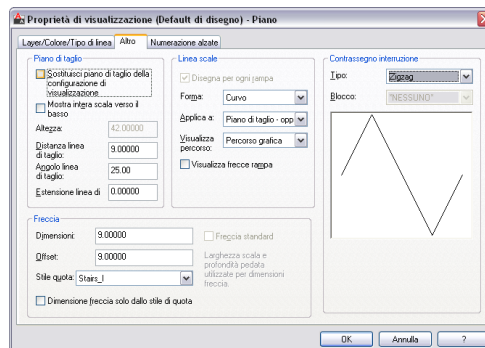 Proprietà di visualizzazione (Default di disegno) - Piano
Layer/Colore/Tipo di linea Altro Numerazione alzate
Piano di taglio
Sostituisci piano di taglio della
configurazione di
visualizzazione
Mostra intera scala verso il
basso
Altezza: 42.00000
Distanza linea
di taglio: 9.00000
Angolo linea
di taglio: 25.00
Estensione linea di 0.00000
Linea scale
Disegna per ogni rampa
Forma: Curvo
Applica a: Piano di taglio - opp
Visualizza
percorso: Percorso grafica
Visualizza frecce rampa
Contrassegno interruzione
Tipo: Zigzag
Blocco: *NESSUNO*
Freccia
Dimensioni: 9.00000
Offset: 9.00000
Stile quota: Stairs_I
Freccia standard
Larghezza scala e
profondità pedata
utilizzate per dimensioni
freccia.
Dimensione freccia solo dallo stile di quota
OK Annulla ?